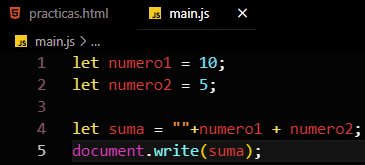 practicas.html main.js ×
JS main.js > ...
1 let numero1 = 10;
2 let numero2 = 5;
3
4 let suma = ""+numero1 + numero2;
5 document.write(suma);